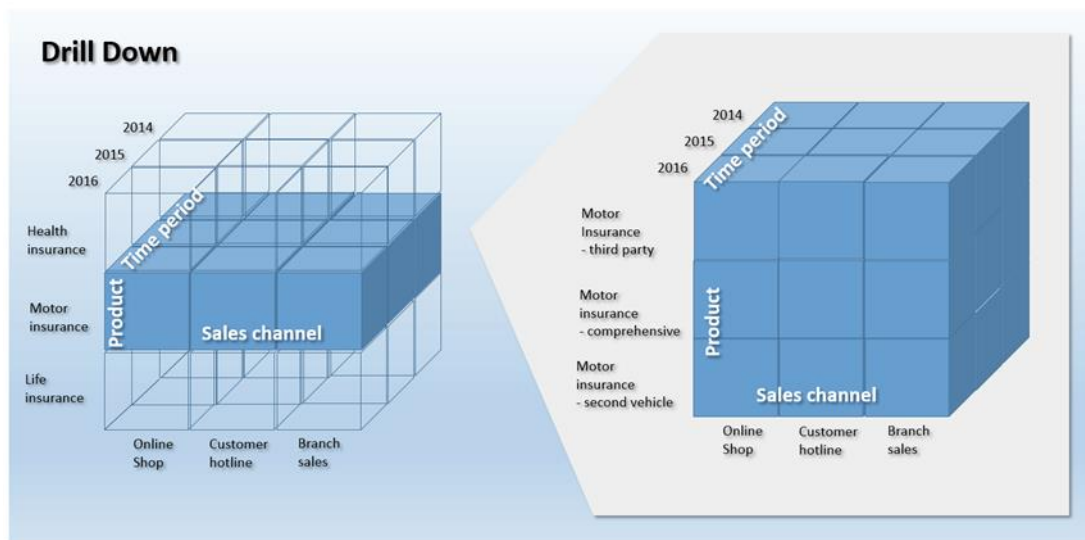 Drill Down
2014
2015
2016
Time period
Health
insurance
Motor
insurance
Life
insurance
Product
Sales channel
Online
Shop
Customer
hotline
Branch
sales
2014
2015
2016
Time period
Motor
Insurance
- third party
Motor
insurance
- comprehensive
Motor
insurance
- second vehicle
Product
Sales channel
Online
Shop
Customer
hotline
Branch
sales